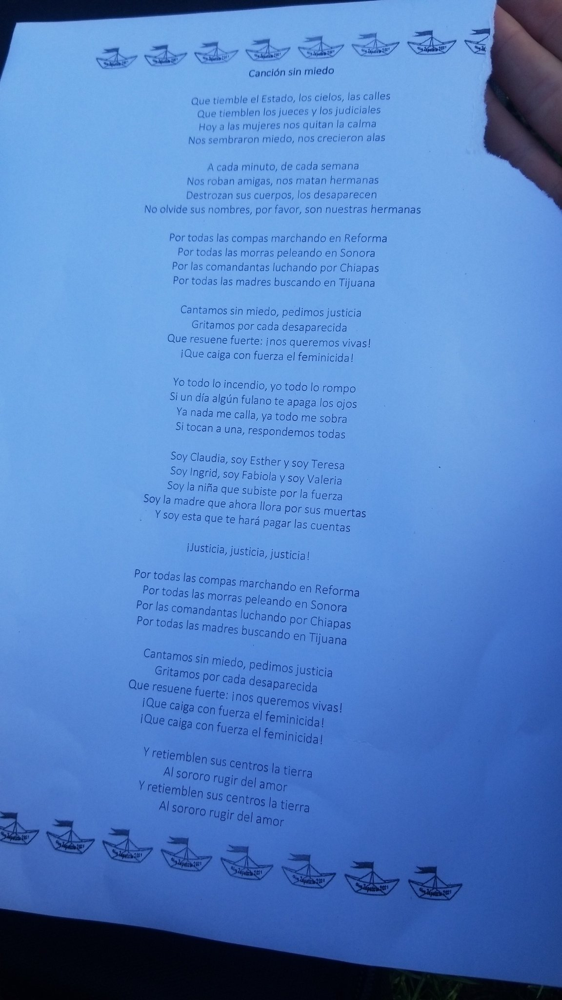 Canción sin miedo
Que tiemble el Estado, los cielos, las calles
Que tiemblen los jueces y los judiciales
Hoy a las mujeres nos quitan la calma
Nos sembraron miedo, nos crecieron alas
A cada minuto, de cada semana
Nos roban amigas, nos matan hermanas
Destrozan sus cuerpos, los desaparecen
No olvide sus nombres, por favor, son nuestras hermanas
Por todas las compas marchando en Reforma
Por todas las morras peleando en Sonora
Por las comandantas luchando por Chiapas
Por todas las madres buscando en Tijuana
Cantamos sin miedo, pedimos justicia
Gritamos por cada desaparecida
Que resuene fuerte: ¡nos queremos vivas!
¡Que caiga con fuerza el feminicida!
Yo todo lo incendio, yo todo lo rompo
Si un día algún fulano te apaga los ojos
Ya nada me calla, ya todo me sobra
Si tocan a una, respondemos todas
Soy Claudia, soy Esther y soy Teresa
Soy Ingrid, soy Fabiola y soy Valeria
Soy la niña que subiste por la fuerza
Soy la madre que ahora llora por sus muertas
Y soy esta que te hará pagar las cuentas
¡Justicia, justicia, justicia!
Por todas las compas marchando en Reforma
Por todas las morras peleando en Sonora
Por las comandantas luchando por Chiapas
Por todas las madres buscando en Tijuana
Cantamos sin miedo, pedimos justicia
Gritamos por cada desaparecida
Que resuene fuerte: ¡nos queremos vivas!
¡Que caiga con fuerza el feminicida!
¡Que caiga con fuerza el feminicida!
Y retiemblen sus centros la tierra
Al sororo rugir del amor
Y retiemblen sus centros la tierra
Al sororo rugir del amor